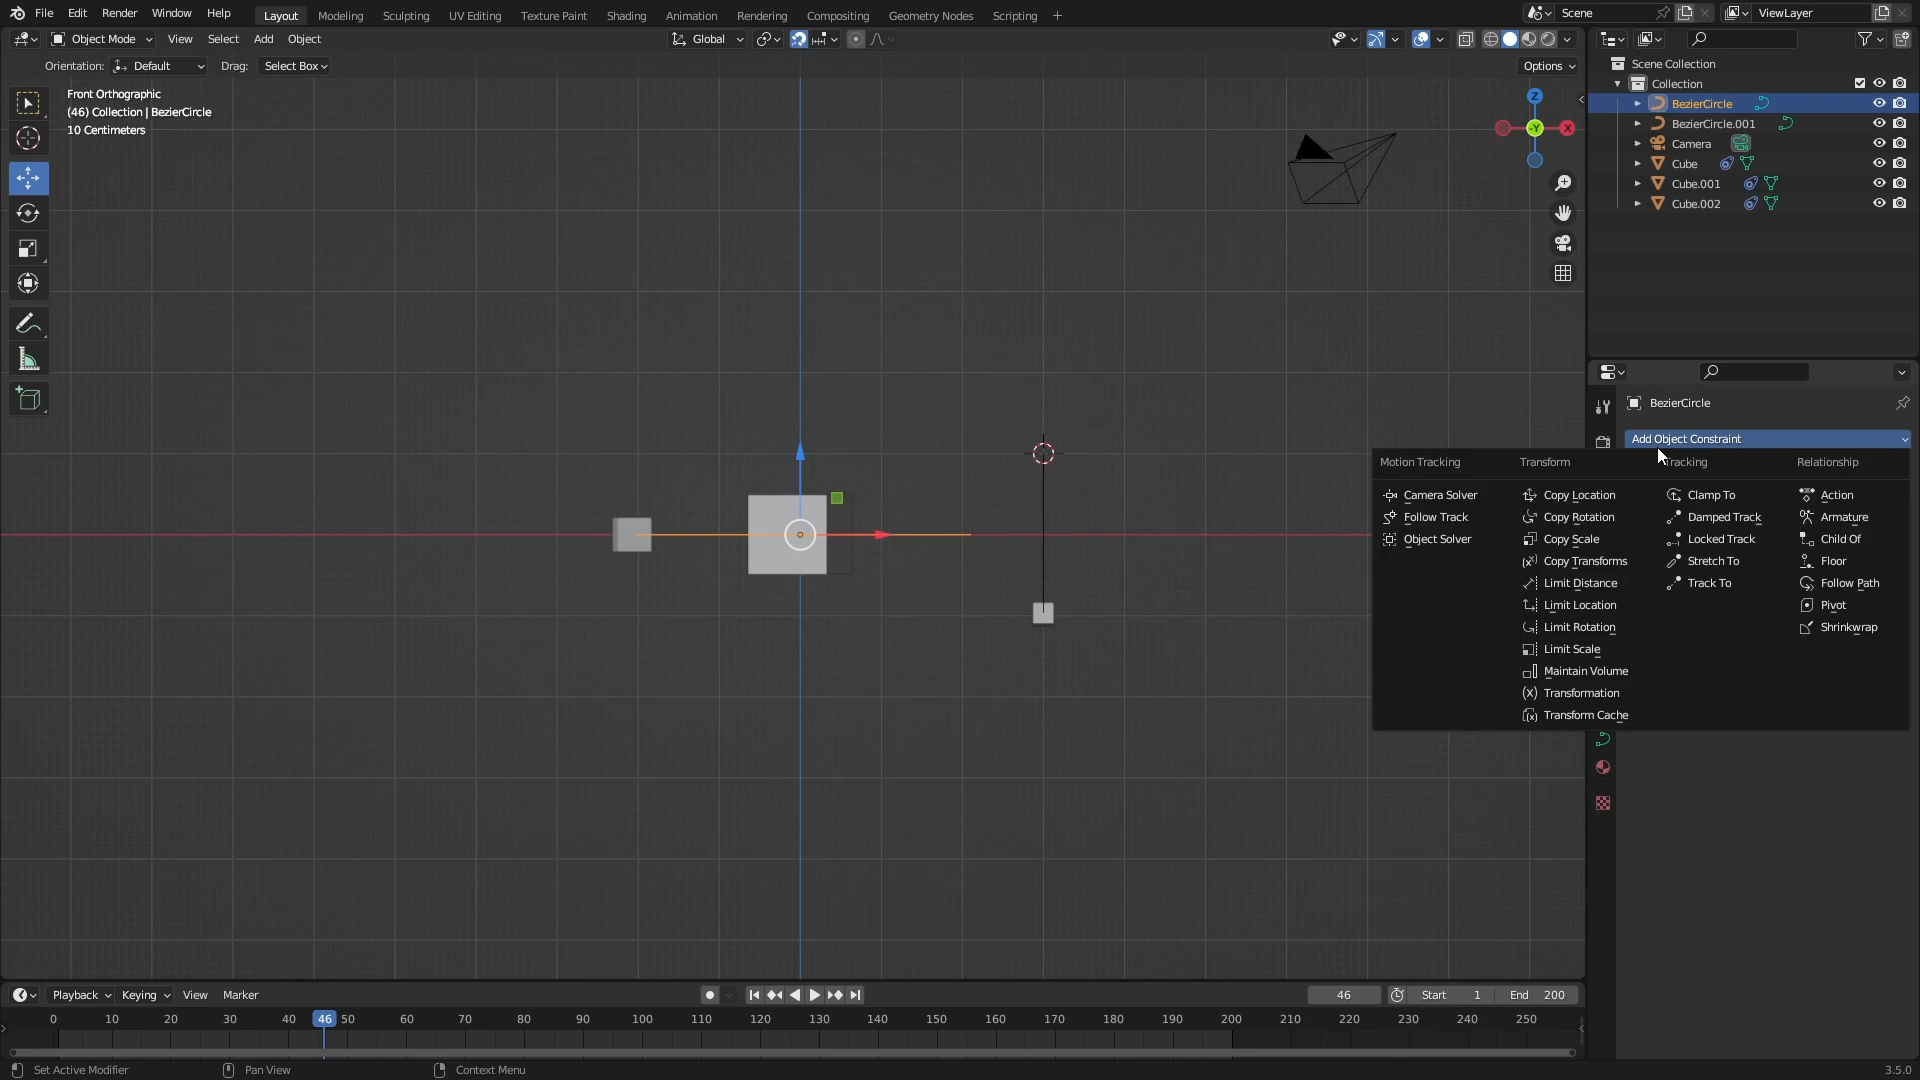 File Edit Render Window Help Layout Modeling Sculpting UV Editing Texture Paint Shading Animation Rendering Compositing Geometry Nodes Scripting + Scene ViewLayer
Object Mode View Select Add Object Global
Orientation: Default Drag: Select Box Options
Front Orthographic
(46) Collection | BezierCircle
10 Centimeters
Z
-Y X
Scene Collection
Collection
BezierCircle
BezierCircle.001
Camera
Cube
Cube.001
Cube.002
BezierCircle
Add Object Constraint
Motion Tracking Transform Tracking Relationship
Camera Solver Copy Location Clamp To Action
Follow Track Copy Rotation Damped Track Armature
Object Solver Copy Scale Locked Track Child Of
Copy Transforms Stretch To Floor
Limit Distance Track To Follow Path
Limit Location Pivot
Limit Rotation Shrinkwrap
Limit Scale
Maintain Volume
Transformation
Transform Cache
Playback Keying View Marker 46 Start 1 End 200
0 10 20 30 40 46 50 60 70 80 90 100 110 120 130 140 150 160 170 180 190 200 210 220 230 240 250
Set Active Modifier Pan View Context Menu 3.5.0